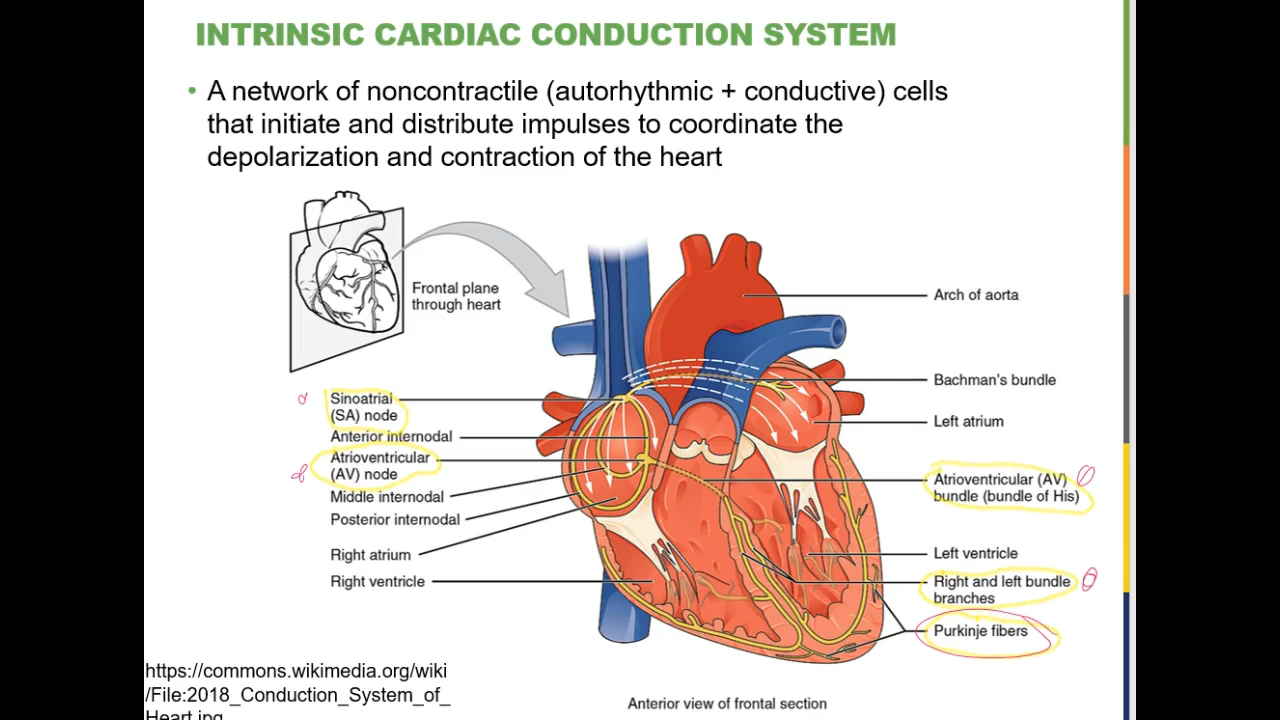 INTRINSIC CARDIAC CONDUCTION SYSTEM
• A network of noncontractile (autorhythmic + conductive) cells
that initiate and distribute impulses to coordinate the
depolarization and contraction of the heart
Frontal plane
through heart
Arch of aorta
Bachman's bundle
Left atrium
Sinoatrial
(SA) node
Anterior internodal
Atrioventricular
(AV) node
Middle internodal
Posterior internodal
Right atrium
Right ventricle
Atrioventricular (AV)
bundle (bundle of His)
Left ventricle
Right and left bundle
branches
Purkinje fibers
https://commons.wikimedia.org/wiki
/File:2018_Conduction_System_of_
Heart.jpg
Anterior view of frontal section